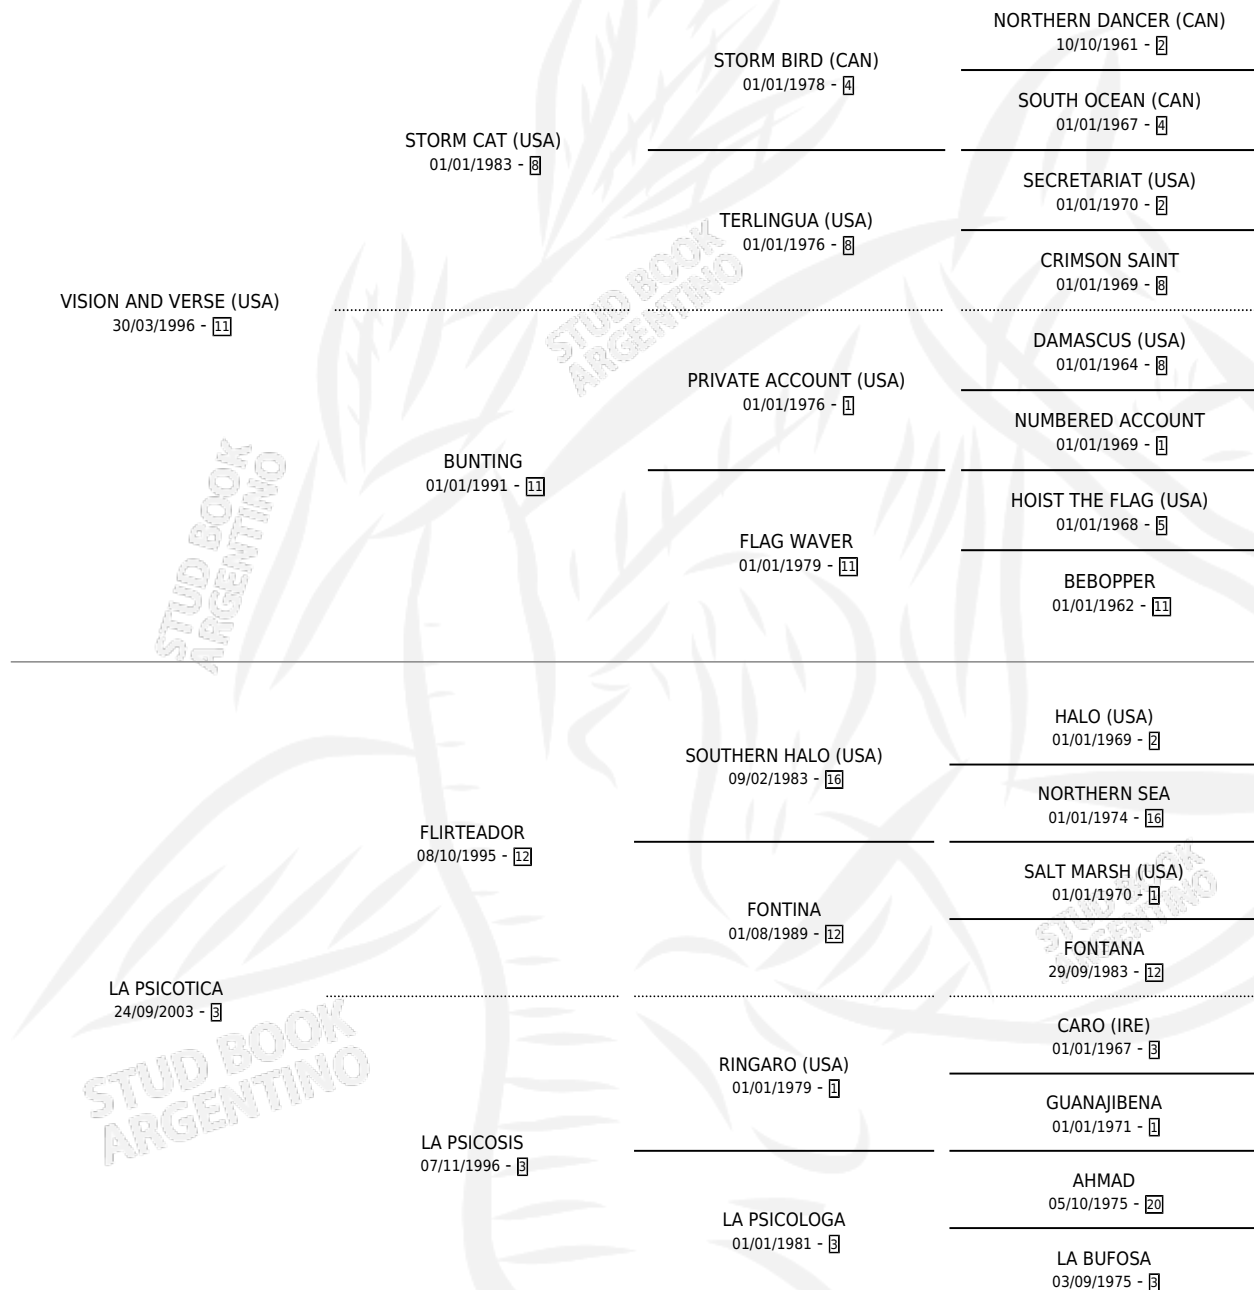 NORTHERN DANCER (CAN)
10/10/1961 - 2
STORM BIRD (CAN)
01/01/1978 - 4
SOUTH OCEAN (CAN)
01/01/1967 - 4
STORM CAT (USA)
01/01/1983 - 8
SECRETARIAT (USA)
01/01/1970 - 2
TERLINGUA (USA)
01/01/1976 - 8
CRIMSON SAINT
01/01/1969 - 8
VISION AND VERSE (USA)
30/03/1996 - 11
DAMASCUS (USA)
01/01/1964 - 8
PRIVATE ACCOUNT (USA)
01/01/1976 - 1
NUMBERED ACCOUNT
01/01/1969 - 1
BUNTING
01/01/1991 - 11
HOIST THE FLAG (USA)
01/01/1968 - 5
FLAG WAVER
01/01/1979 - 11
BEBOPPER
01/01/1962 - 11
STUD BOOK
ARGENTINO
STUD BOOK
ARGENTINO
HALO (USA)
01/01/1969 - 2
SOUTHERN HALO (USA)
09/02/1983 - 16
NORTHERN SEA
01/01/1974 - 16
FLIRTEADOR
08/10/1995 - 12
SALT MARSH (USA)
01/01/1970 - 1
FONTINA
01/08/1989 - 12
FONTANA
29/09/1983 - 12
LA PSICOTICA
24/09/2003 - 3
CARO (IRE)
01/01/1967 - 3
RINGARO (USA)
01/01/1979 - 1
GUANAJIBENA
01/01/1971 - 1
LA PSICOSIS
07/11/1996 - 3
AHMAD
05/10/1975 - 20
LA PSICOLOGA
01/01/1981 - 3
LA BUFOSA
03/09/1975 - 3
STUD BOOK
ARGENTINO
STUD BOOK
ARGENTINO